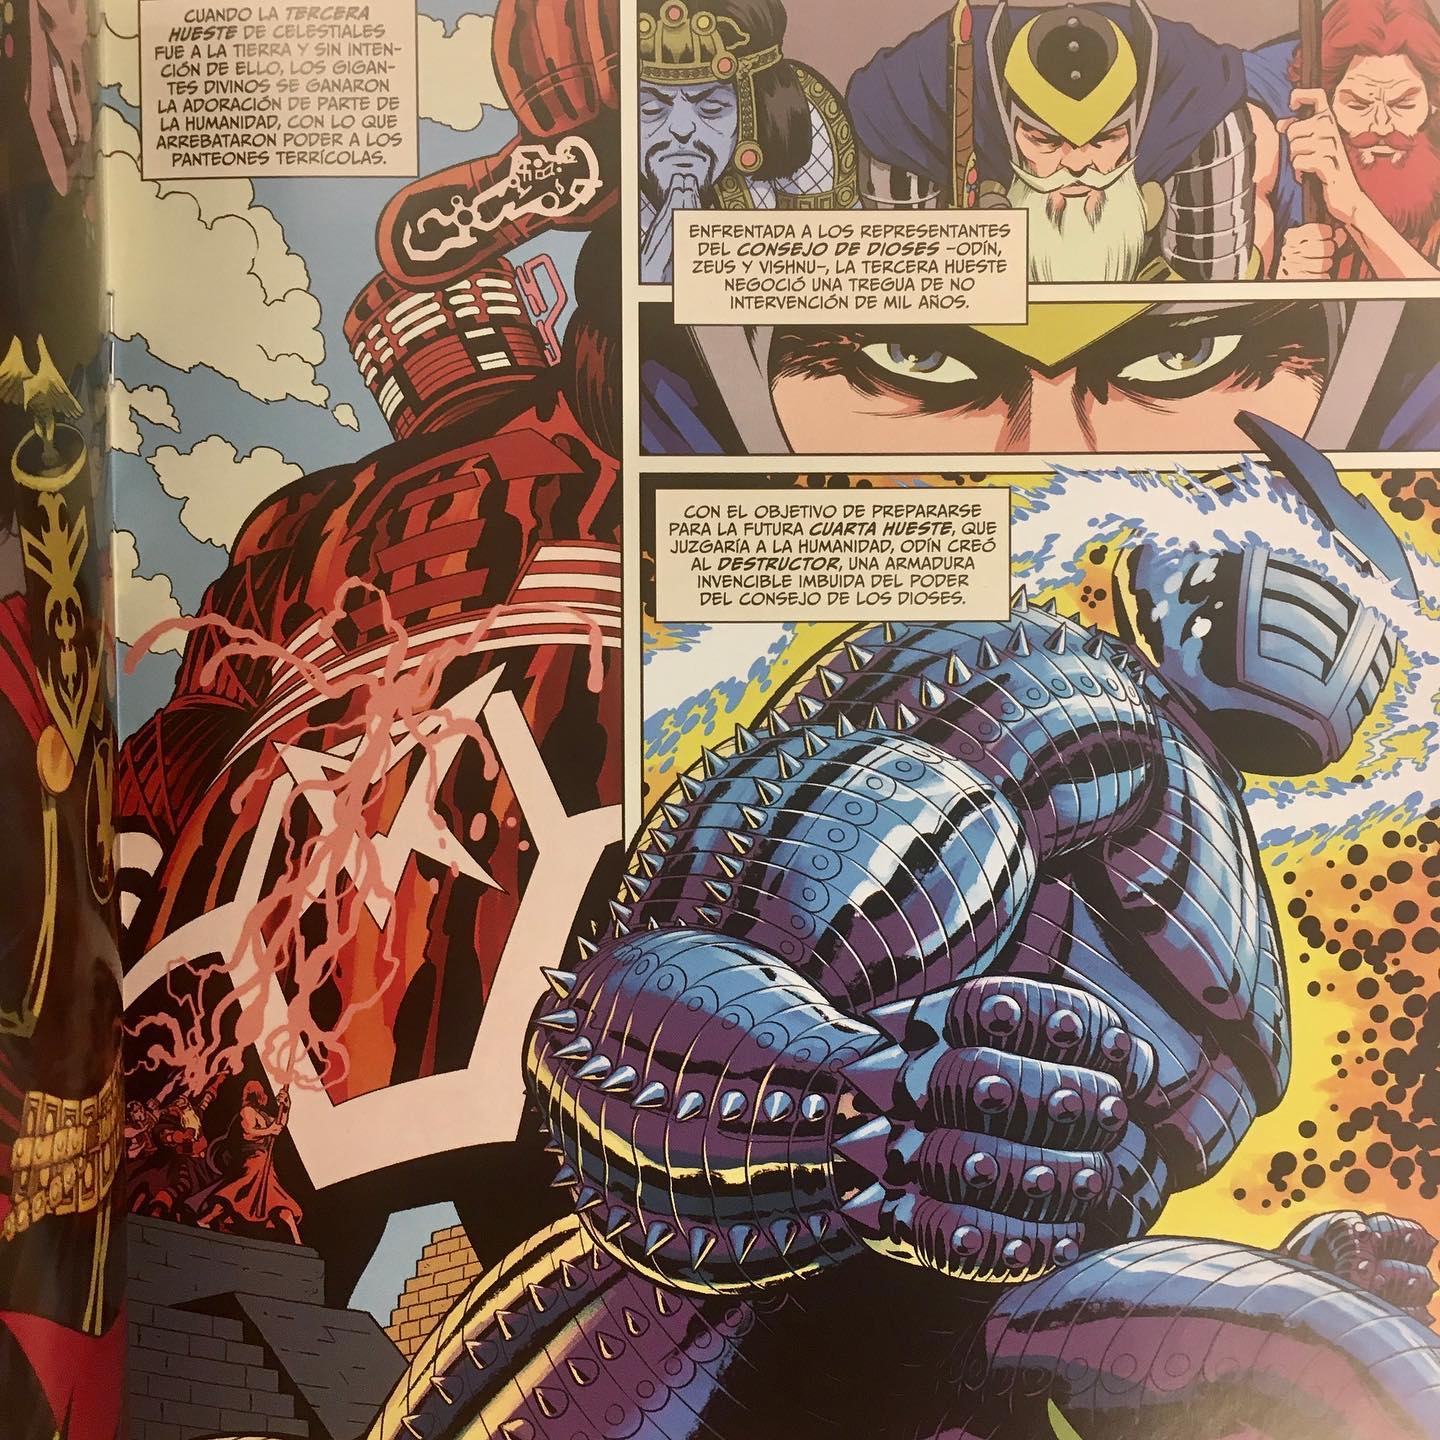 CUANDO LA TERCERA
HUESTE DE CELESTIALES
FUE A LA TIERRA Y SIN INTEN-
CIÓN DE ELLO, LOS GIGAN-
TES DIVINOS SE GANARON
LA ADORACIÓN DE PARTE DE
LA HUMANIDAD, CON LO QUE
ARREBATARON PODER A LOS
PANTEONES TERRÍCOLAS.
ENFRENTADA A LOS REPRESENTANTES
DEL CONSEJO DE DIOSES –ODÍN,
ZEUS Y VISHNU–, LA TERCERA HUESTE
NEGOCIÓ UNA TREGUA DE NO
INTERVENCIÓN DE MIL AÑOS.
CON EL OBJETIVO DE PREPARARSE
PARA LA FUTURA CUARTA HUESTE, QUE
JUZGARÍA A LA HUMANIDAD, ODÍN CREÓ
AL DESTRUCTOR, UNA ARMADURA
INVENCIBLE IMBUIDA DEL PODER
DEL CONSEJO DE LOS DIOSES.